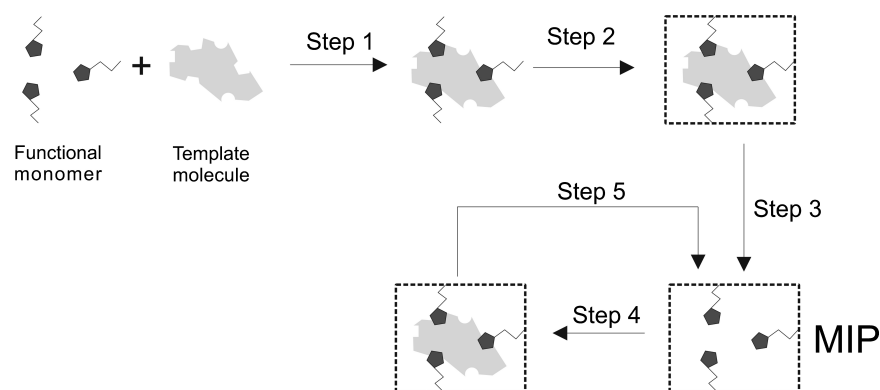 Step 1
Step 2
+
Functional
monomer
Template
molecule
Step 5
Step 3
Step 4
MIP